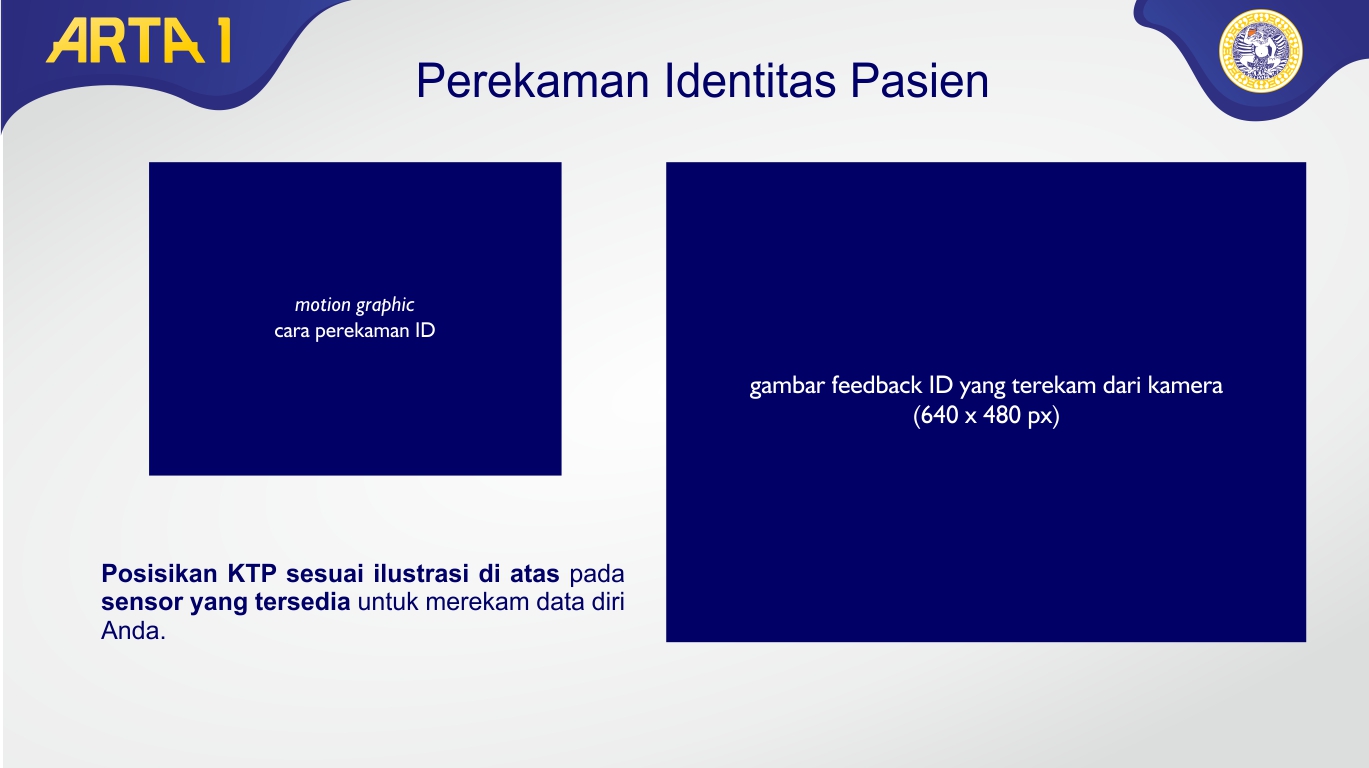 ARTA 1
Perekaman Identitas Pasien
motion graphic
cara perekaman ID
gambar feedback ID yang terekam dari kamera
(640 x 480 px)
Posisikan KTP sesuai ilustrasi di atas pada
sensor yang tersedia untuk merekam data diri
Anda.